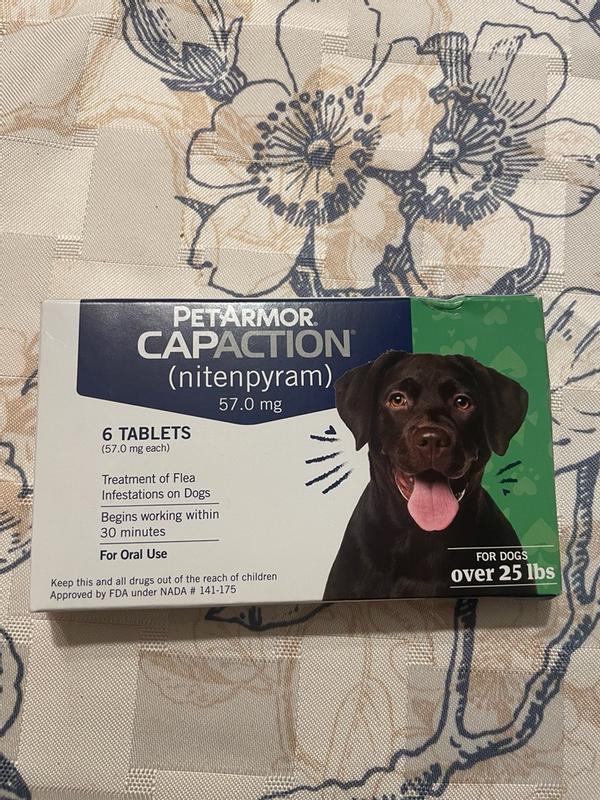 PETARMOR®
CAPACTION®
(nitenpyram)
57.0 mg
6 TABLETS
(57.0 mg each)
Treatment of Flea
Infestations on Dogs
Begins working within
30 minutes
For Oral Use
Keep this and all drugs out of the reach of children
Approved by FDA under NADA # 141-175
FOR DOGS
over 25 lbs